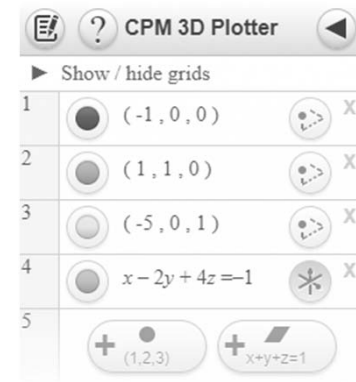 ? CPM 3D Plotter
Show / hide grids
1 (-1,0,0) X
2 (1,1,0) X
3 (-5,0,1) X
4 x – 2y + 4z = –1 X
5
+ (1,2,3) + x+y+z=1